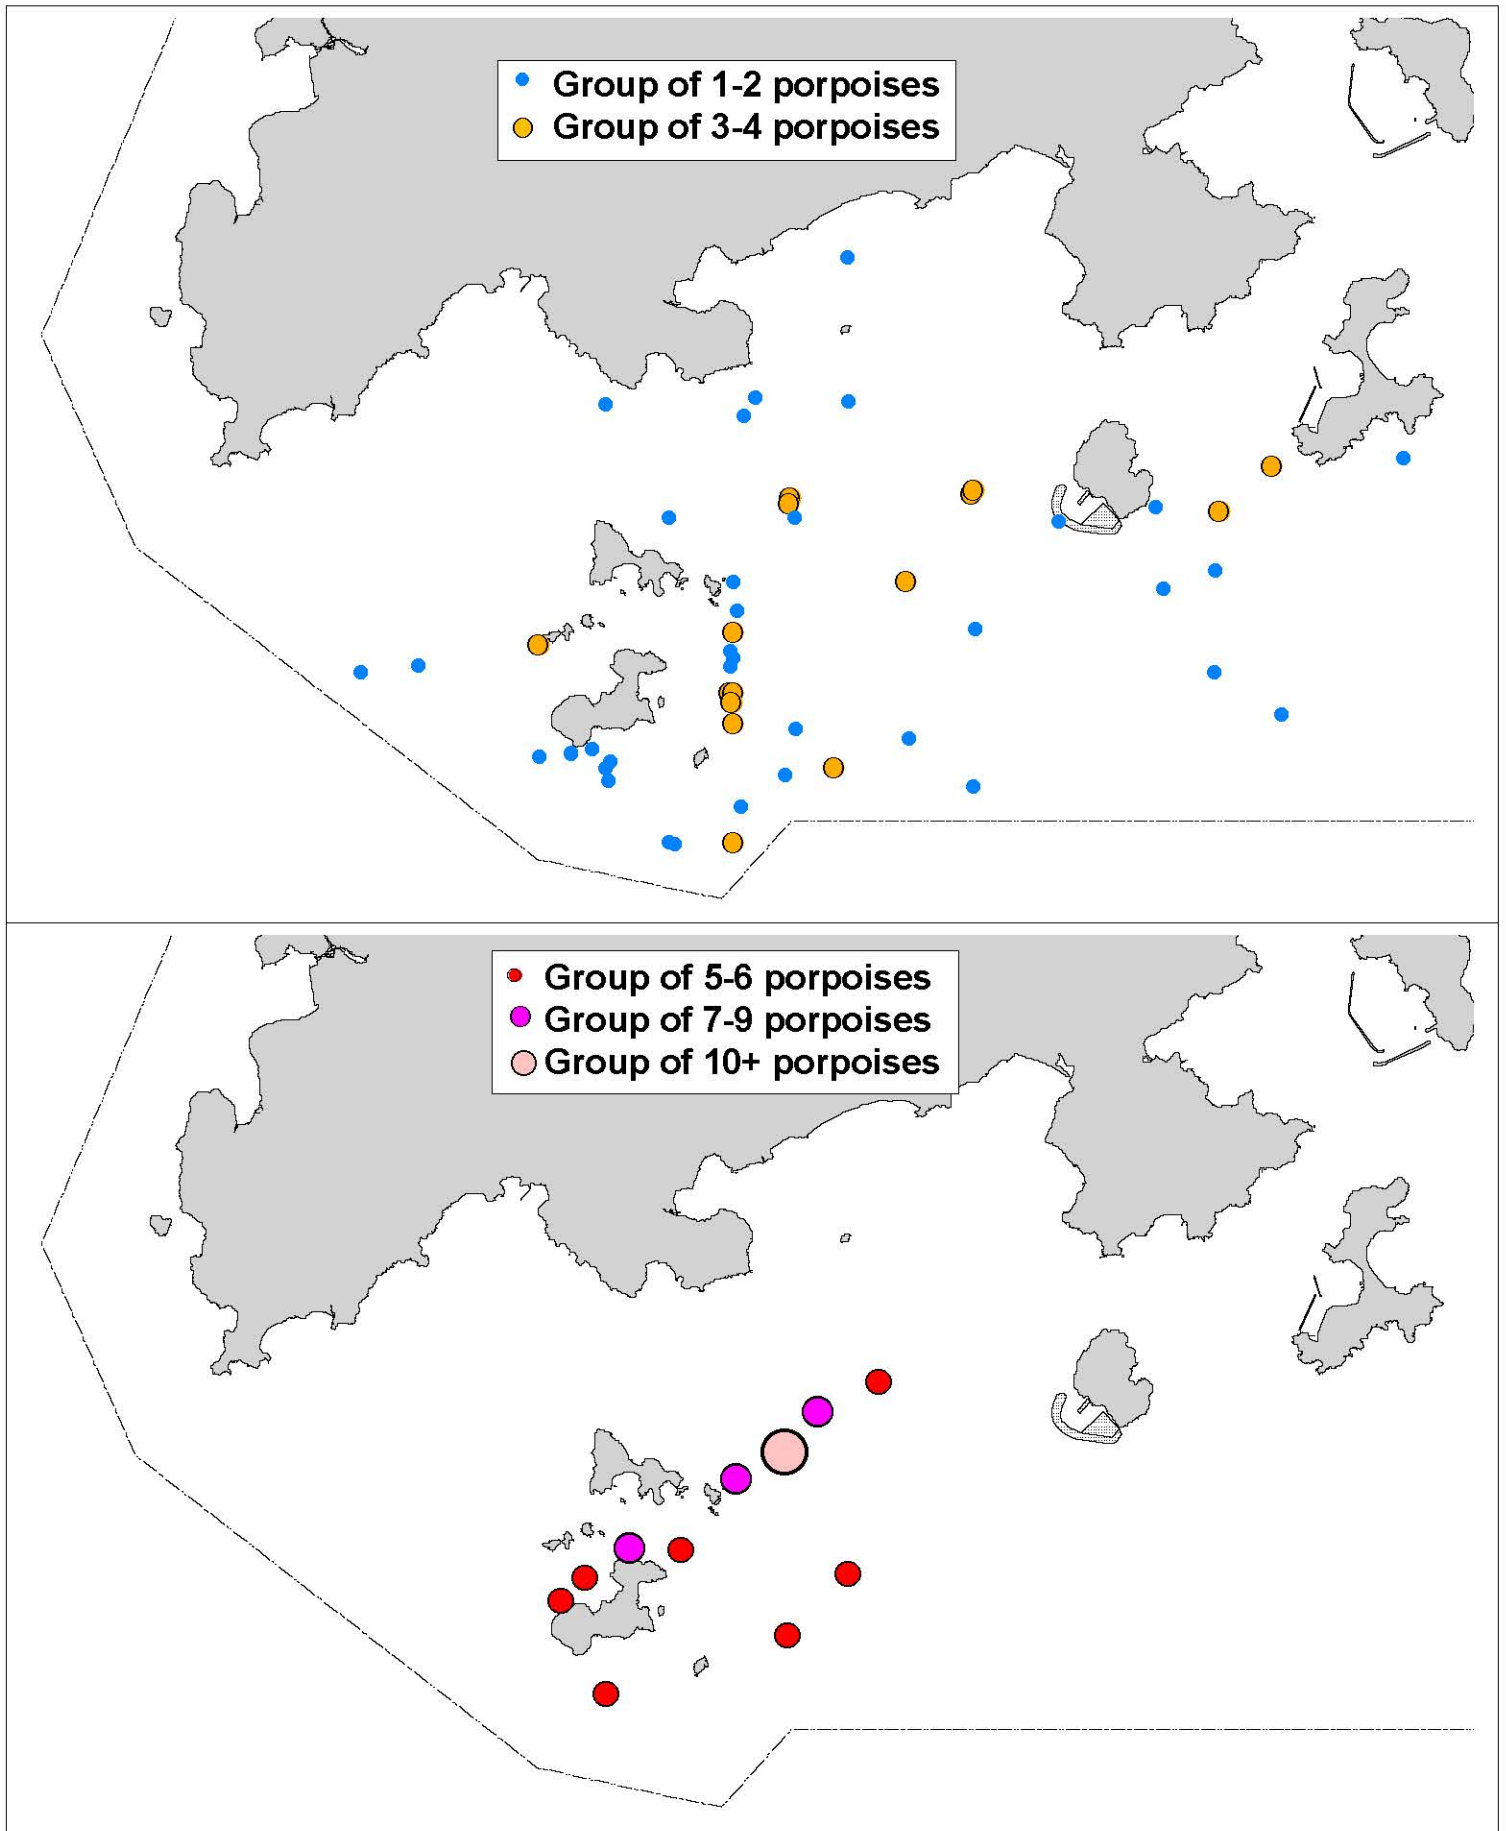 Group of 1-2 porpoises
Group of 3-4 porpoises
Group of 5-6 porpoises
Group of 7-9 porpoises
Group of 10+ porpoises